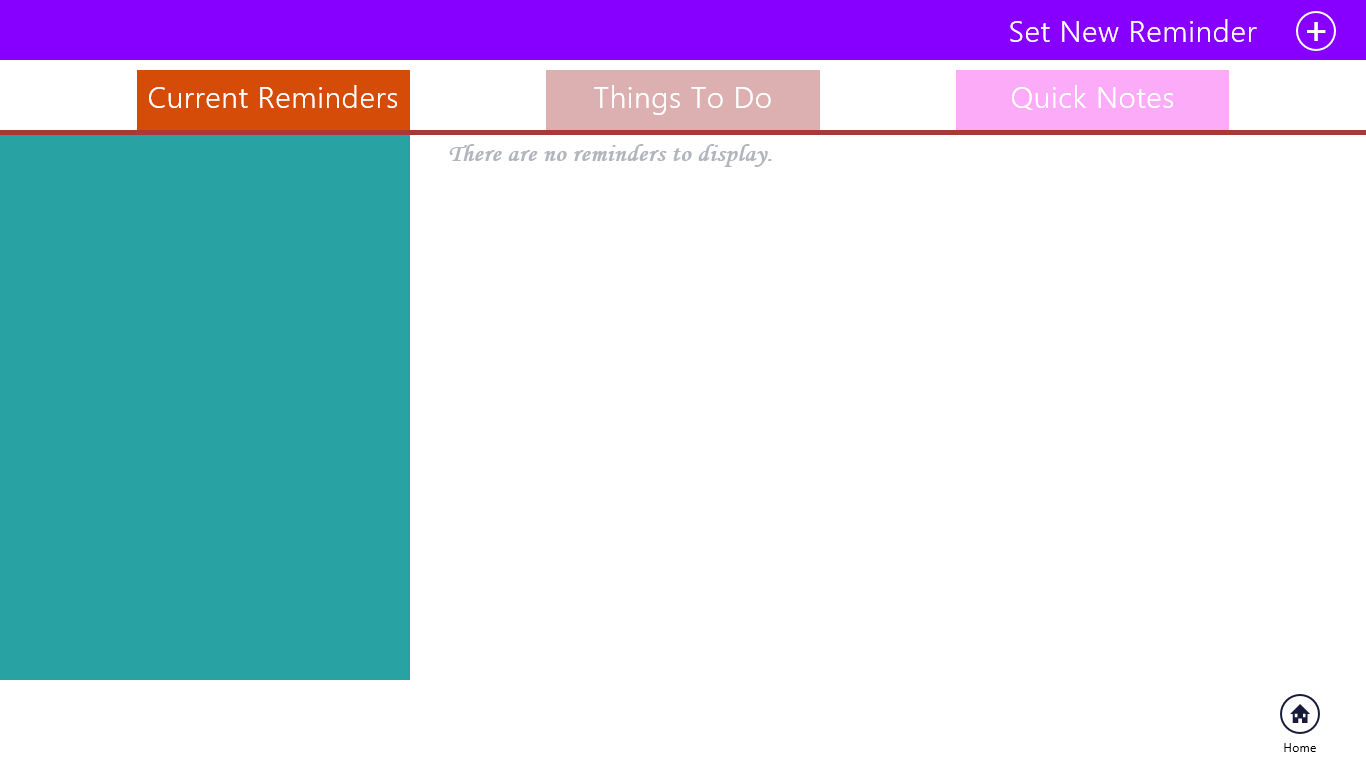 Set New Reminder
Current Reminders
Things To Do
Quick Notes
There are no reminders to display.
Home